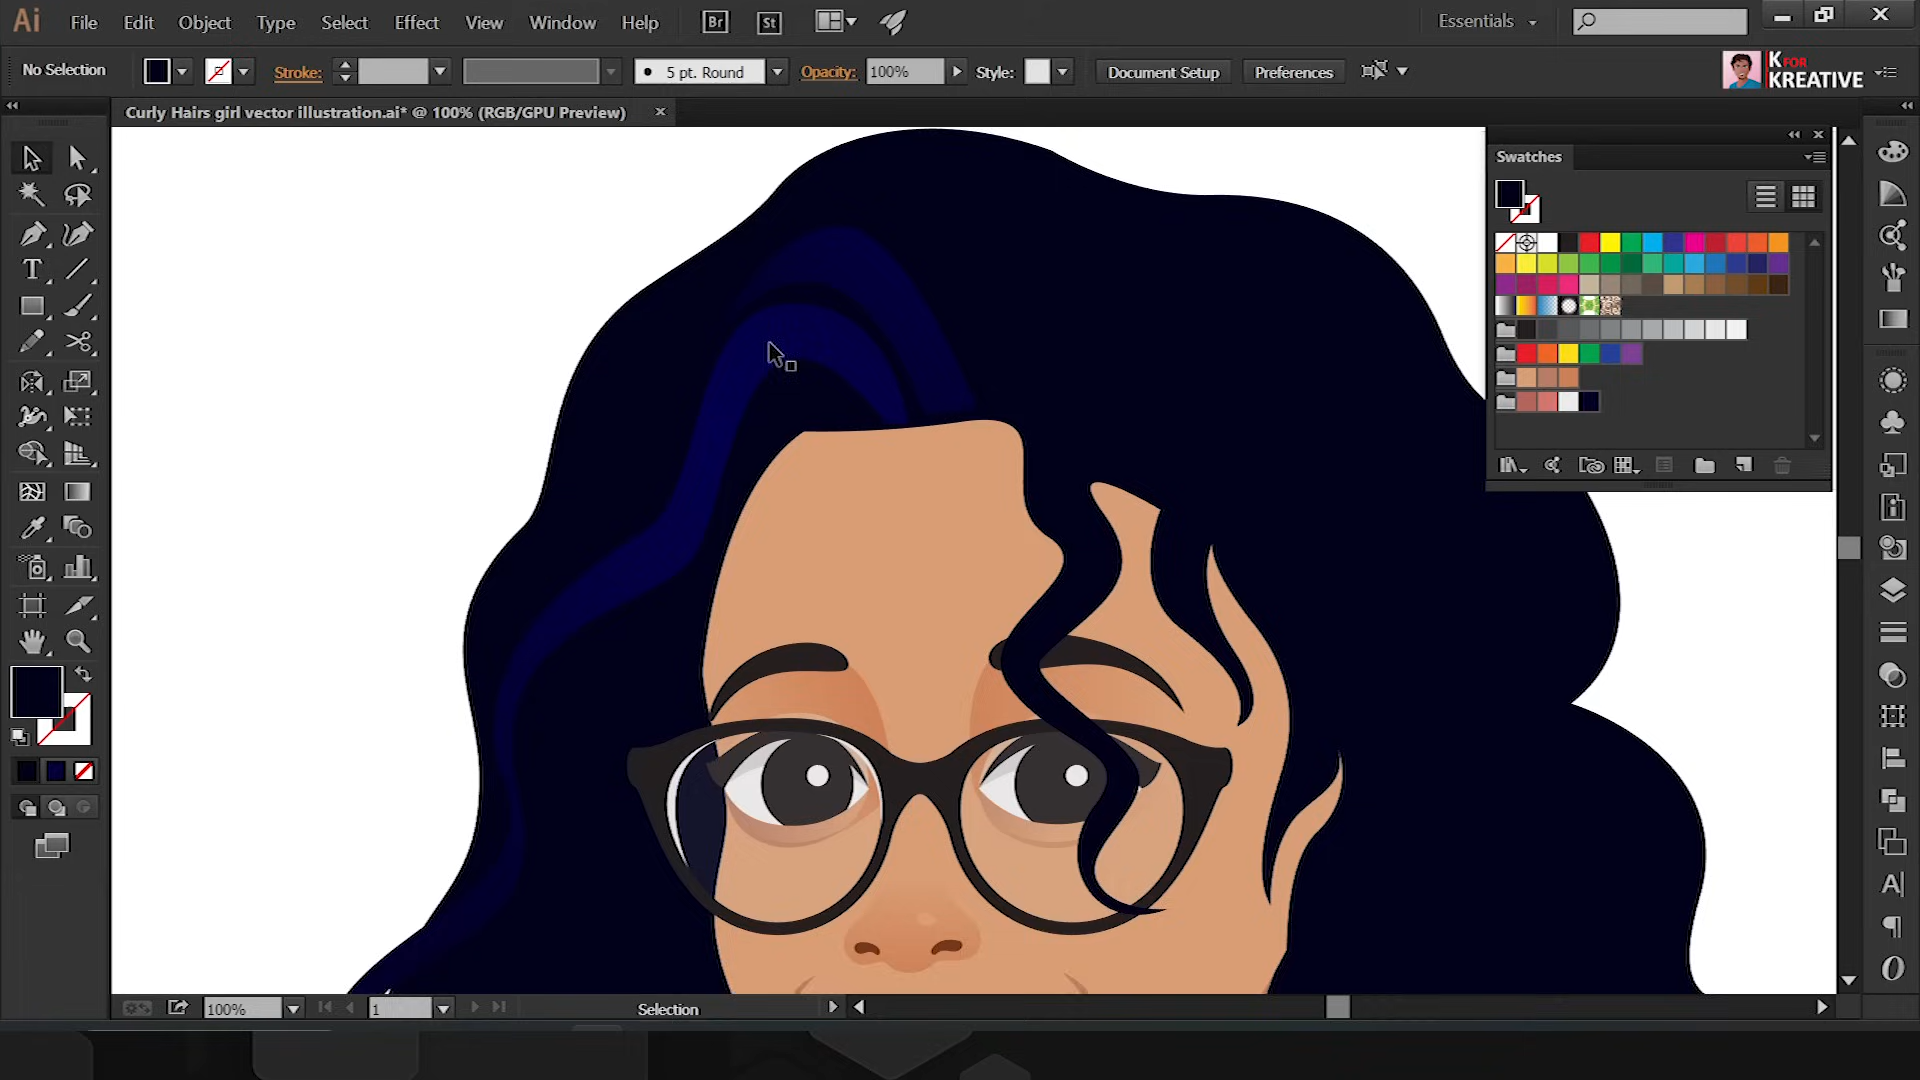 Ai File Edit Object Type Select Effect View Window Help Br St Essentials
No Selection Stroke: 5 pt. Round Opacity: 100% Style: Document Setup Preferences K FOR KREATIVE
Curly Hairs girl vector illustration.ai* @ 100% (RGB/GPU Preview)
Swatches
100% 1 Selection